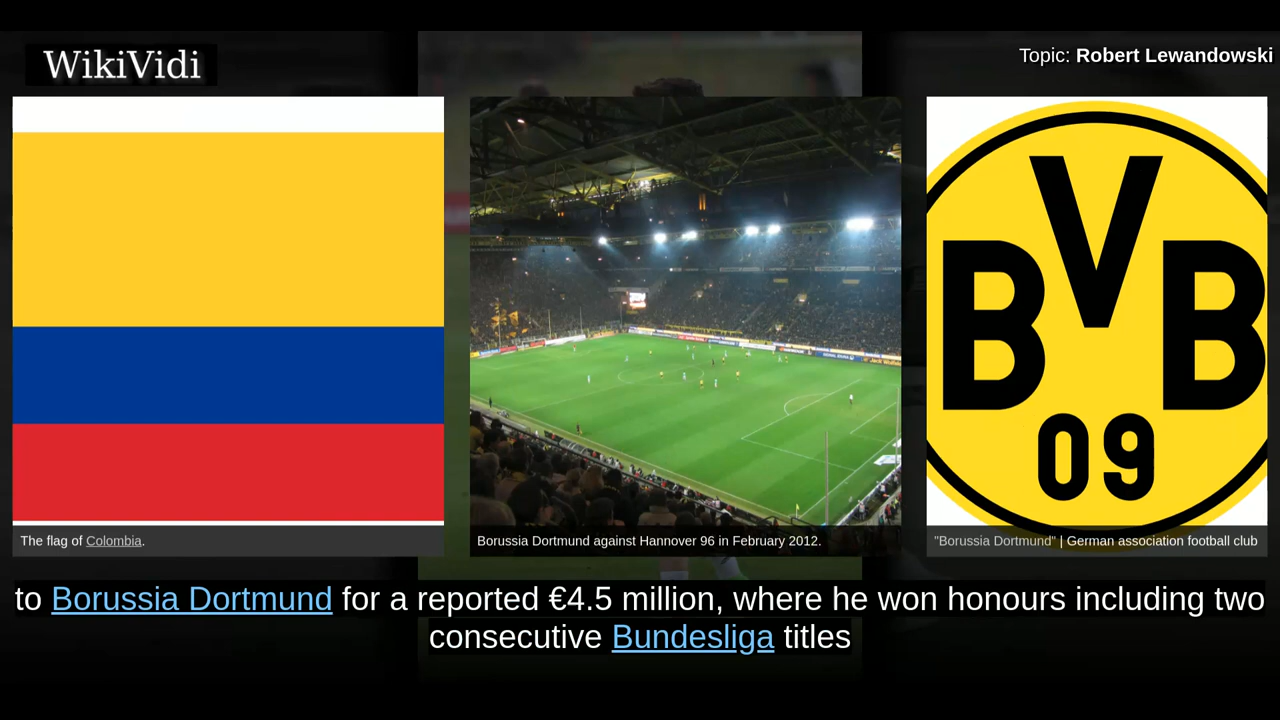 WikiVidi
Topic: Robert Lewandowski
BVB
09
The flag of Colombia.
Borussia Dortmund against Hannover 96 in February 2012.
"Borussia Dortmund" | German association football club
to Borussia Dortmund for a reported €4.5 million, where he won honours including two
consecutive Bundesliga titles